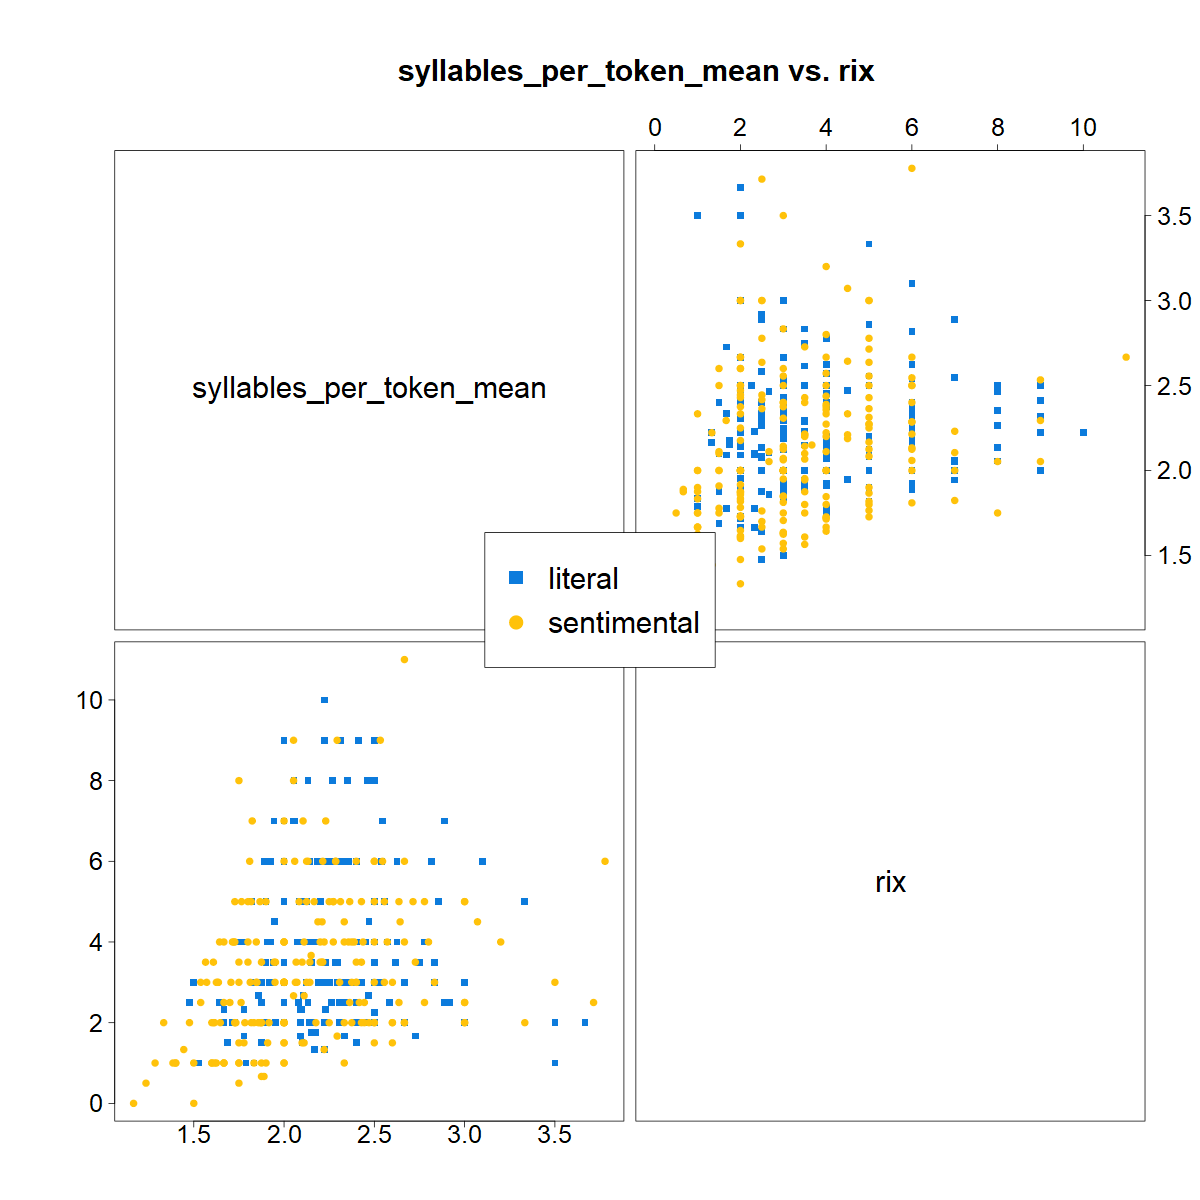 syllables_per_token_mean vs. rix
0 2 4 6 8 10
syllables_per_token_mean
3.5
3.0
2.5
2.0
1.5
literal
sentimental
10
8
6
4
2
0
rix
1.5 2.0 2.5 3.0 3.5